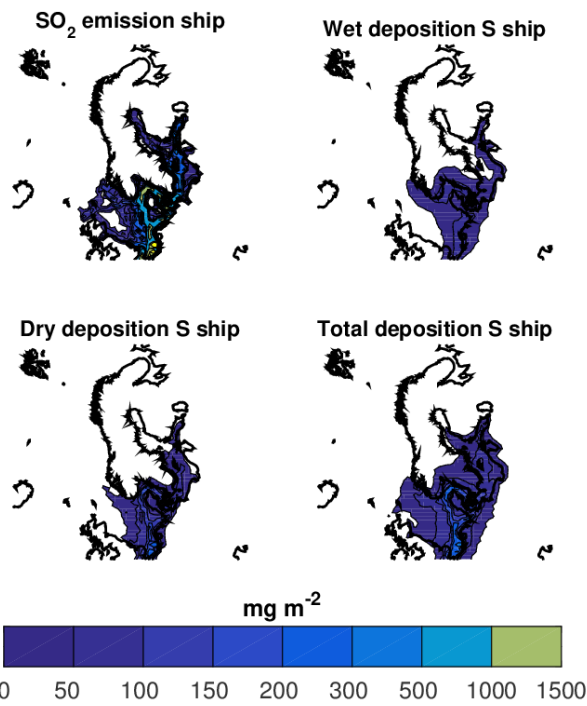 SO₂ emission ship
Wet deposition S ship
Dry deposition S ship
Total deposition S ship
mg m⁻²
0 50 100 150 200 300 500 1000 1500